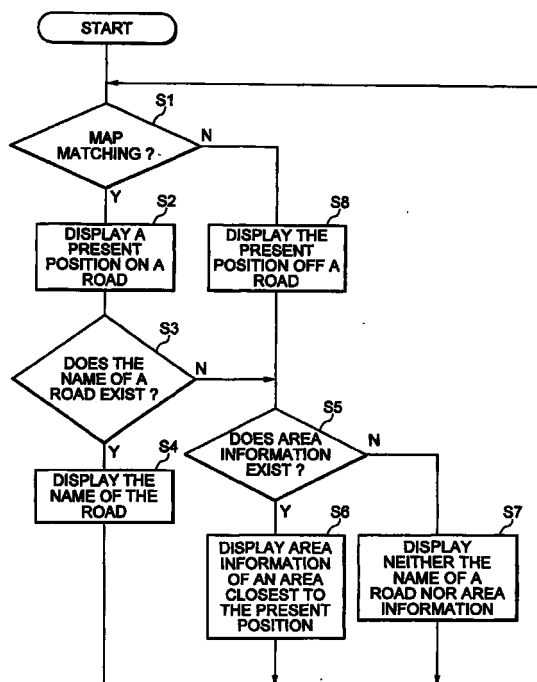 START
S1
MAP
MATCHING ?
N
Y
S2
DISPLAY A
PRESENT
POSITION ON A
ROAD
S8
DISPLAY THE
PRESENT
POSITION OFF A
ROAD
S3
DOES THE
NAME OF A
ROAD EXIST ?
N
Y
S5
DOES AREA
INFORMATION
EXIST ?
N
Y
S4
DISPLAY THE
NAME OF THE
ROAD
S6
DISPLAY AREA
INFORMATION
OF AN AREA
CLOSEST TO
THE PRESENT
POSITION
S7
DISPLAY
NEITHER THE
NAME OF A
ROAD NOR AREA
INFORMATION